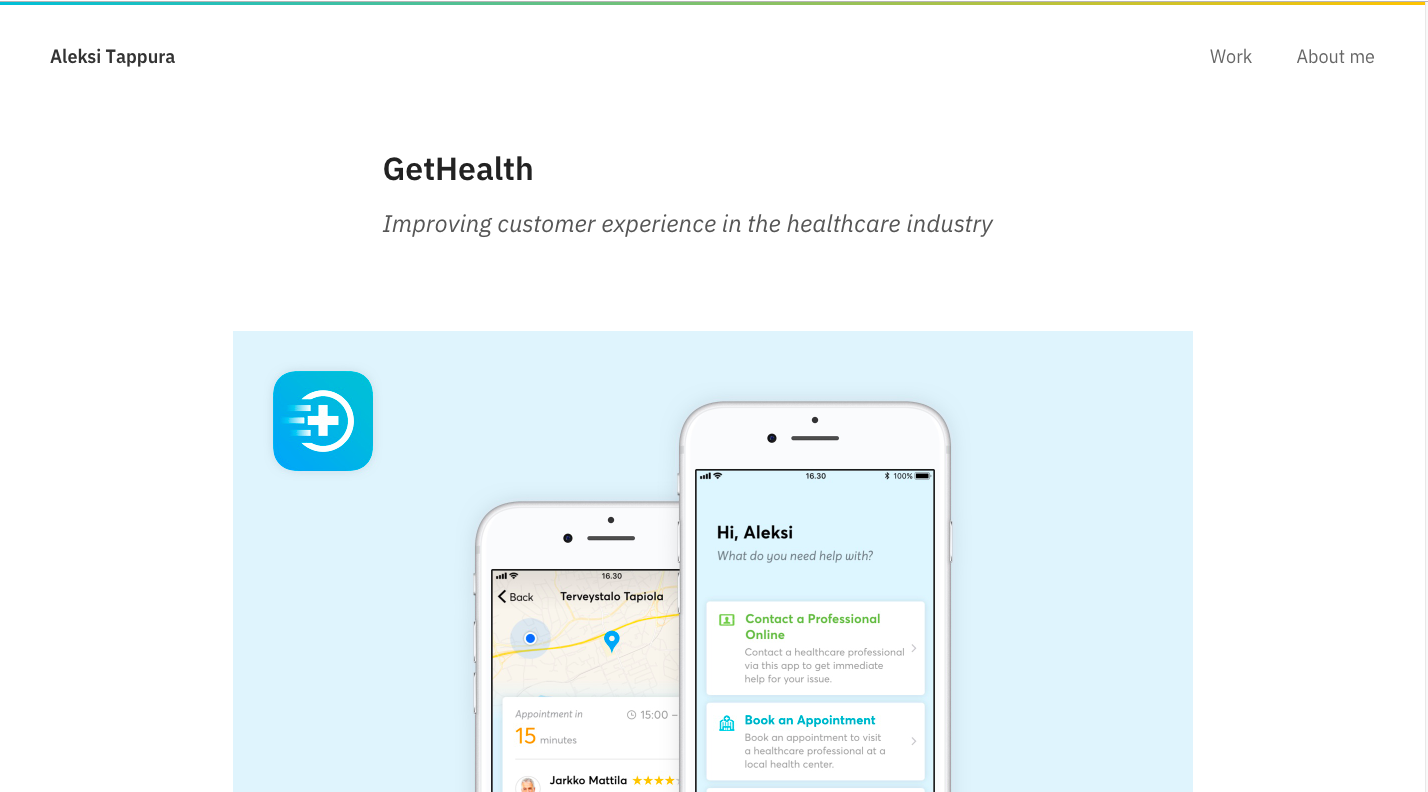 Aleksi Tappura
Work
About me
GetHealth
Improving customer experience in the healthcare industry
16.30
100%
Hi, Aleksi
What do you need help with?
16.30
Back
Terveystalo Tapiola
Contact a Professional
Online
Contact a healthcare professional
via this app to get immediate
help for your issue.
Appointment in
15:00 –
15 minutes
Book an Appointment
Book an appointment to visit
a healthcare professional at a
local health center.
Jarkko Mattila